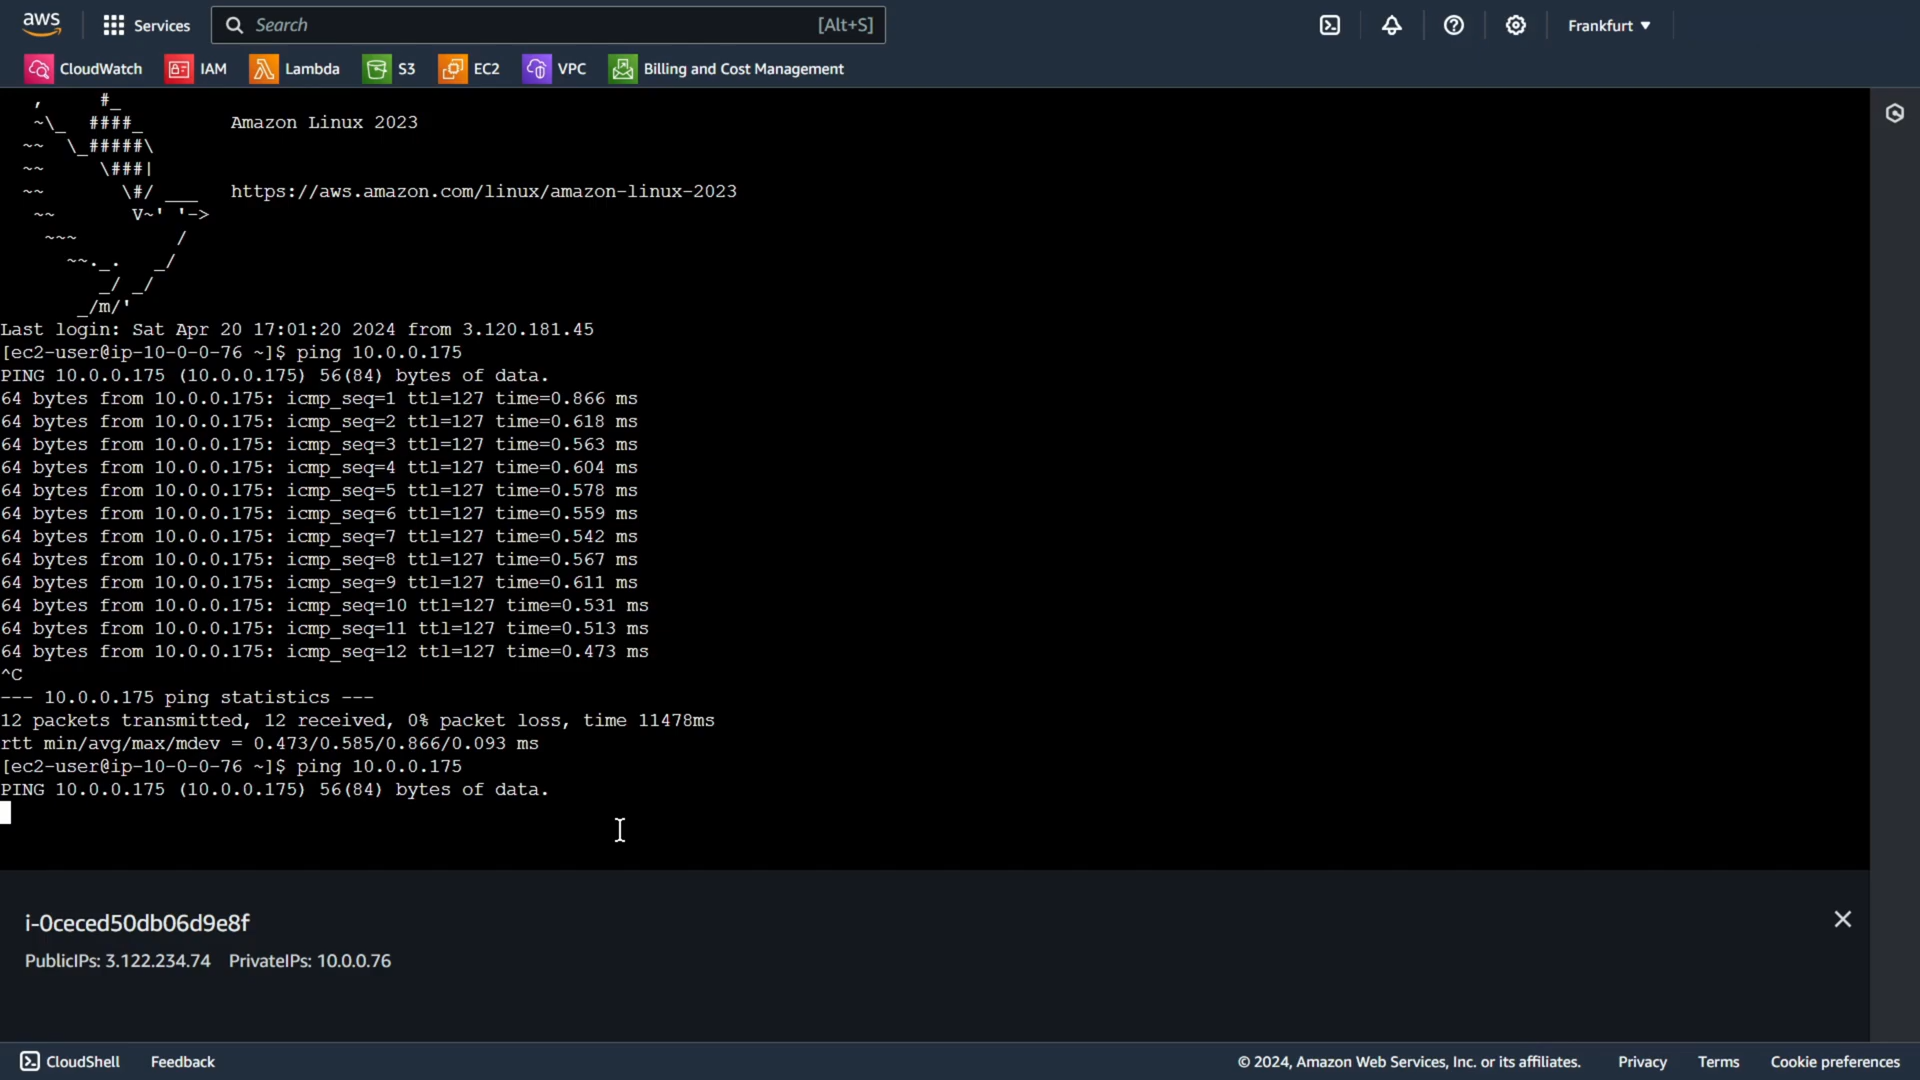 aws Services Search [Alt+S] Frankfurt
CloudWatch IAM Lambda S3 EC2 VPC Billing and Cost Management
,      #_
~\_  ####_        Amazon Linux 2023
~~  \_#####\
~~     \###|
~~       \#/ ___   https://aws.amazon.com/linux/amazon-linux-2023
~~       V~' '->
~~~         /
~~._.   _/
_/ _/
_/m/'
Last login: Sat Apr 20 17:01:20 2024 from 3.120.181.45
[ec2-user@ip-10-0-0-76 ~]$ ping 10.0.0.175
PING 10.0.0.175 (10.0.0.175) 56(84) bytes of data.
64 bytes from 10.0.0.175: icmp_seq=1 ttl=127 time=0.866 ms
64 bytes from 10.0.0.175: icmp_seq=2 ttl=127 time=0.618 ms
64 bytes from 10.0.0.175: icmp_seq=3 ttl=127 time=0.563 ms
64 bytes from 10.0.0.175: icmp_seq=4 ttl=127 time=0.604 ms
64 bytes from 10.0.0.175: icmp_seq=5 ttl=127 time=0.578 ms
64 bytes from 10.0.0.175: icmp_seq=6 ttl=127 time=0.559 ms
64 bytes from 10.0.0.175: icmp_seq=7 ttl=127 time=0.542 ms
64 bytes from 10.0.0.175: icmp_seq=8 ttl=127 time=0.567 ms
64 bytes from 10.0.0.175: icmp_seq=9 ttl=127 time=0.611 ms
64 bytes from 10.0.0.175: icmp_seq=10 ttl=127 time=0.531 ms
64 bytes from 10.0.0.175: icmp_seq=11 ttl=127 time=0.513 ms
64 bytes from 10.0.0.175: icmp_seq=12 ttl=127 time=0.473 ms
^C
--- 10.0.0.175 ping statistics ---
12 packets transmitted, 12 received, 0% packet loss, time 11478ms
rtt min/avg/max/mdev = 0.473/0.585/0.866/0.093 ms
[ec2-user@ip-10-0-0-76 ~]$ ping 10.0.0.175
PING 10.0.0.175 (10.0.0.175) 56(84) bytes of data.
i-0ceced50db06d9e8f
PublicIPs: 3.122.234.74 PrivateIPs: 10.0.0.76
CloudShell Feedback © 2024, Amazon Web Services, Inc. or its affiliates. Privacy Terms Cookie preferences